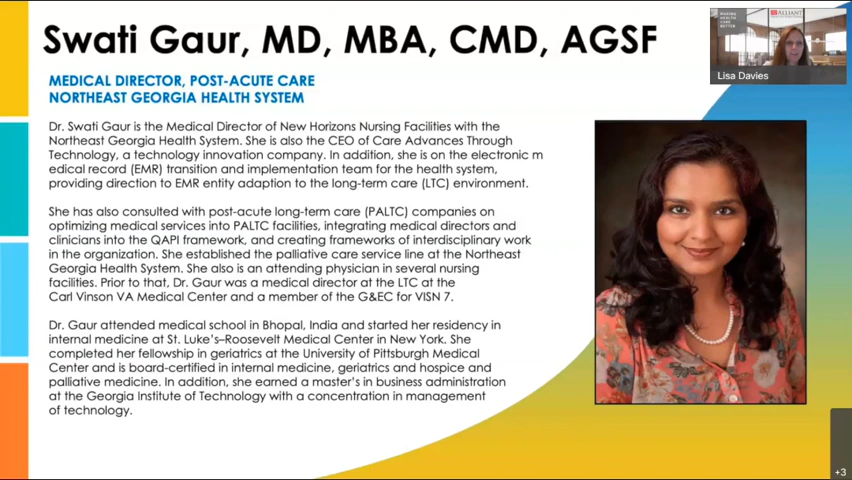 Swati Gaur, MD, MBA, CMD, AGSF
MEDICAL DIRECTOR, POST-ACUTE CARE
NORTHEAST GEORGIA HEALTH SYSTEM
Dr. Swati Gaur is the Medical Director of New Horizons Nursing Facilities with the
Northeast Georgia Health System. She is also the CEO of Care Advances Through
Technology, a technology innovation company. In addition, she is on the electronic m
edical record (EMR) transition and implementation team for the health system,
providing direction to EMR entity adaption to the long-term care (LTC) environment.
She has also consulted with post-acute long-term care (PALTC) companies on
optimizing medical services into PALTC facilities, integrating medical directors and
clinicians into the QAPI framework, and creating frameworks of interdisciplinary work
in the organization. She established the palliative care service line at the Northeast
Georgia Health System. She also is an attending physician in several nursing
facilities. Prior to that, Dr. Gaur was a medical director at the LTC at the
Carl Vinson VA Medical Center and a member of the G&EC for VISN 7.
Dr. Gaur attended medical school in Bhopal, India and started her residency in
internal medicine at St. Luke's–Roosevelt Medical Center in New York. She
completed her fellowship in geriatrics at the University of Pittsburgh Medical
Center and is board-certified in internal medicine, geriatrics and hospice and
palliative medicine. In addition, she earned a master's in business administration
at the Georgia Institute of Technology with a concentration in management
of technology.
MAKING
HEALTH
CARE
BETTER
ALLIANT
Lisa Davies
+3